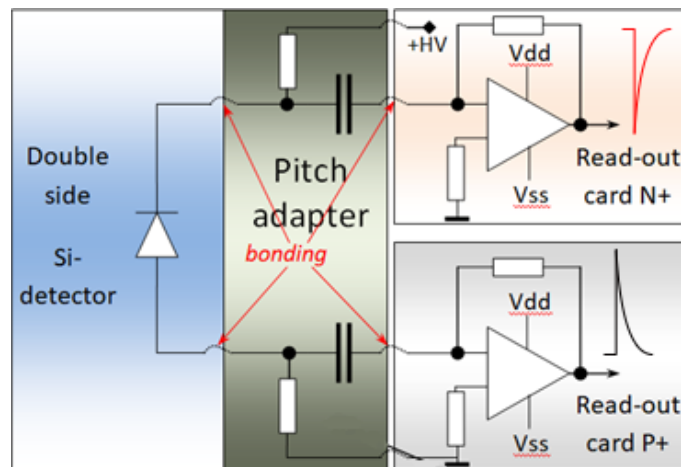 Double
side
Si-
detector
Pitch
adapter
bonding
+HV
Vdd
Vss
Read-out
card N+
Vdd
Vss
Read-out
card P+